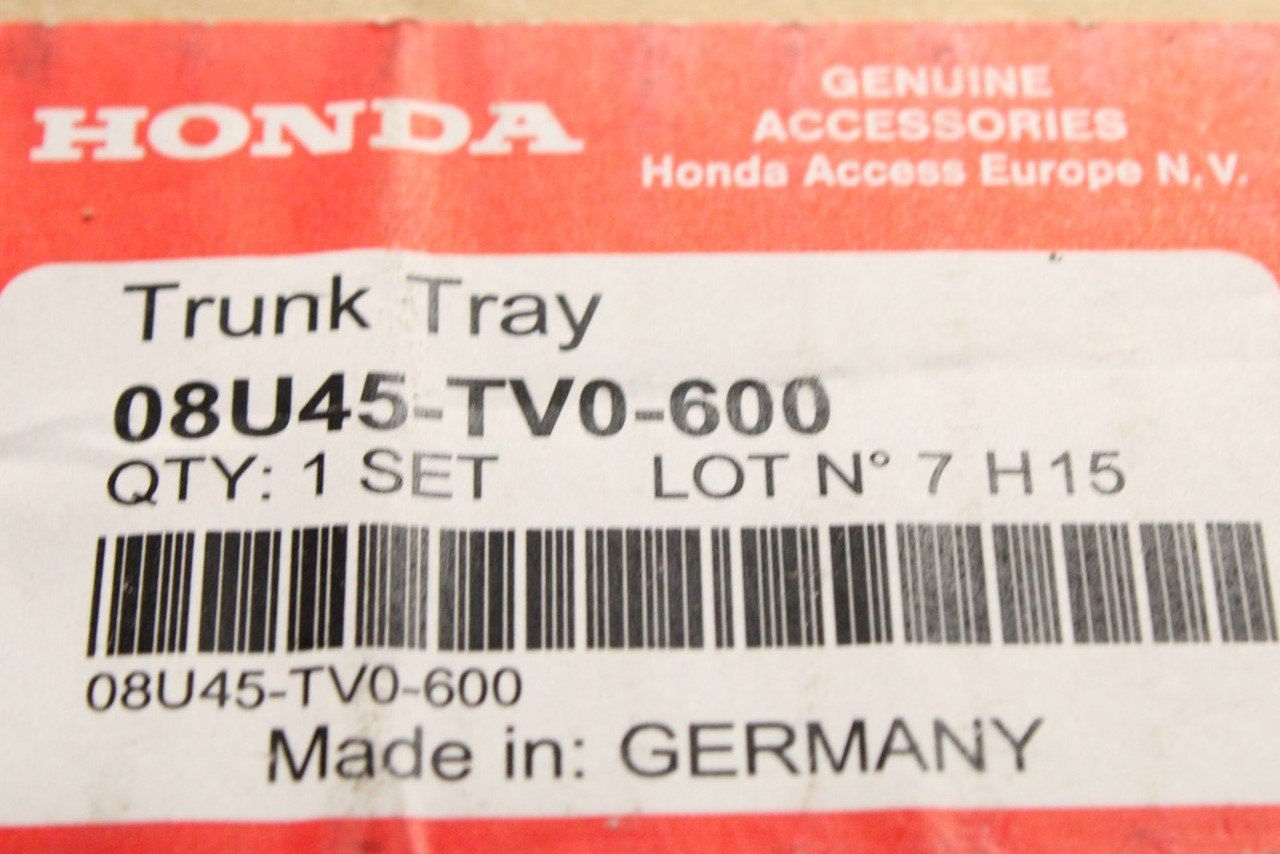 HONDA
GENUINE
ACCESSORIES
Honda Access Europe N.V.
Trunk Tray
08U45-TV0-600
QTY: 1 SET LOT N° 7 H15
08U45-TV0-600
Made in: GERMANY